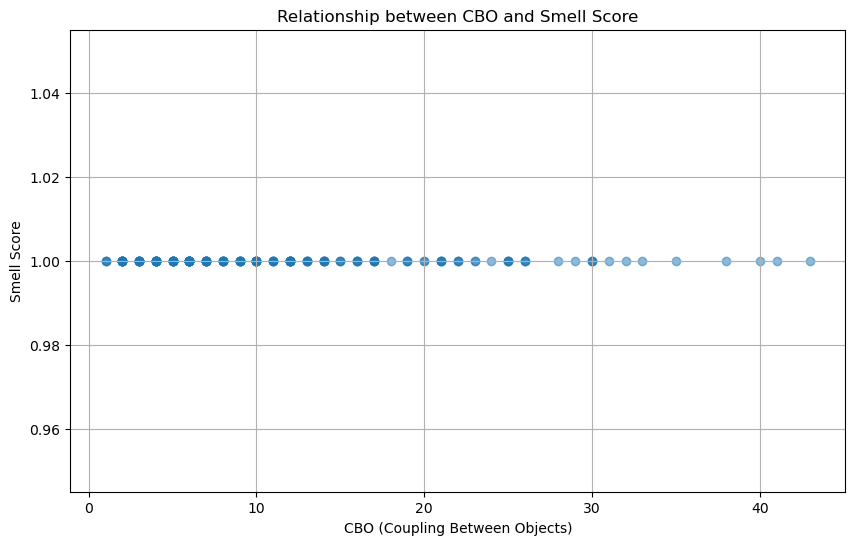 Relationship between CBO and Smell Score
1.04
1.02
1.00
0.98
0.96
Smell Score
0 10 20 30 40
CBO (Coupling Between Objects)